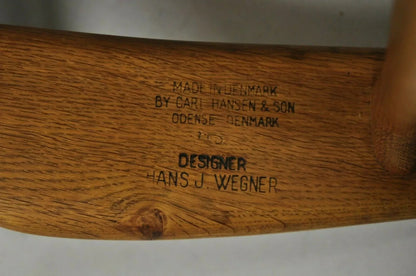 MADE IN DENMARK
BY CARL HANSEN & SON
ODENSE DENMARK
DESIGNER
HANS J. WEGNER